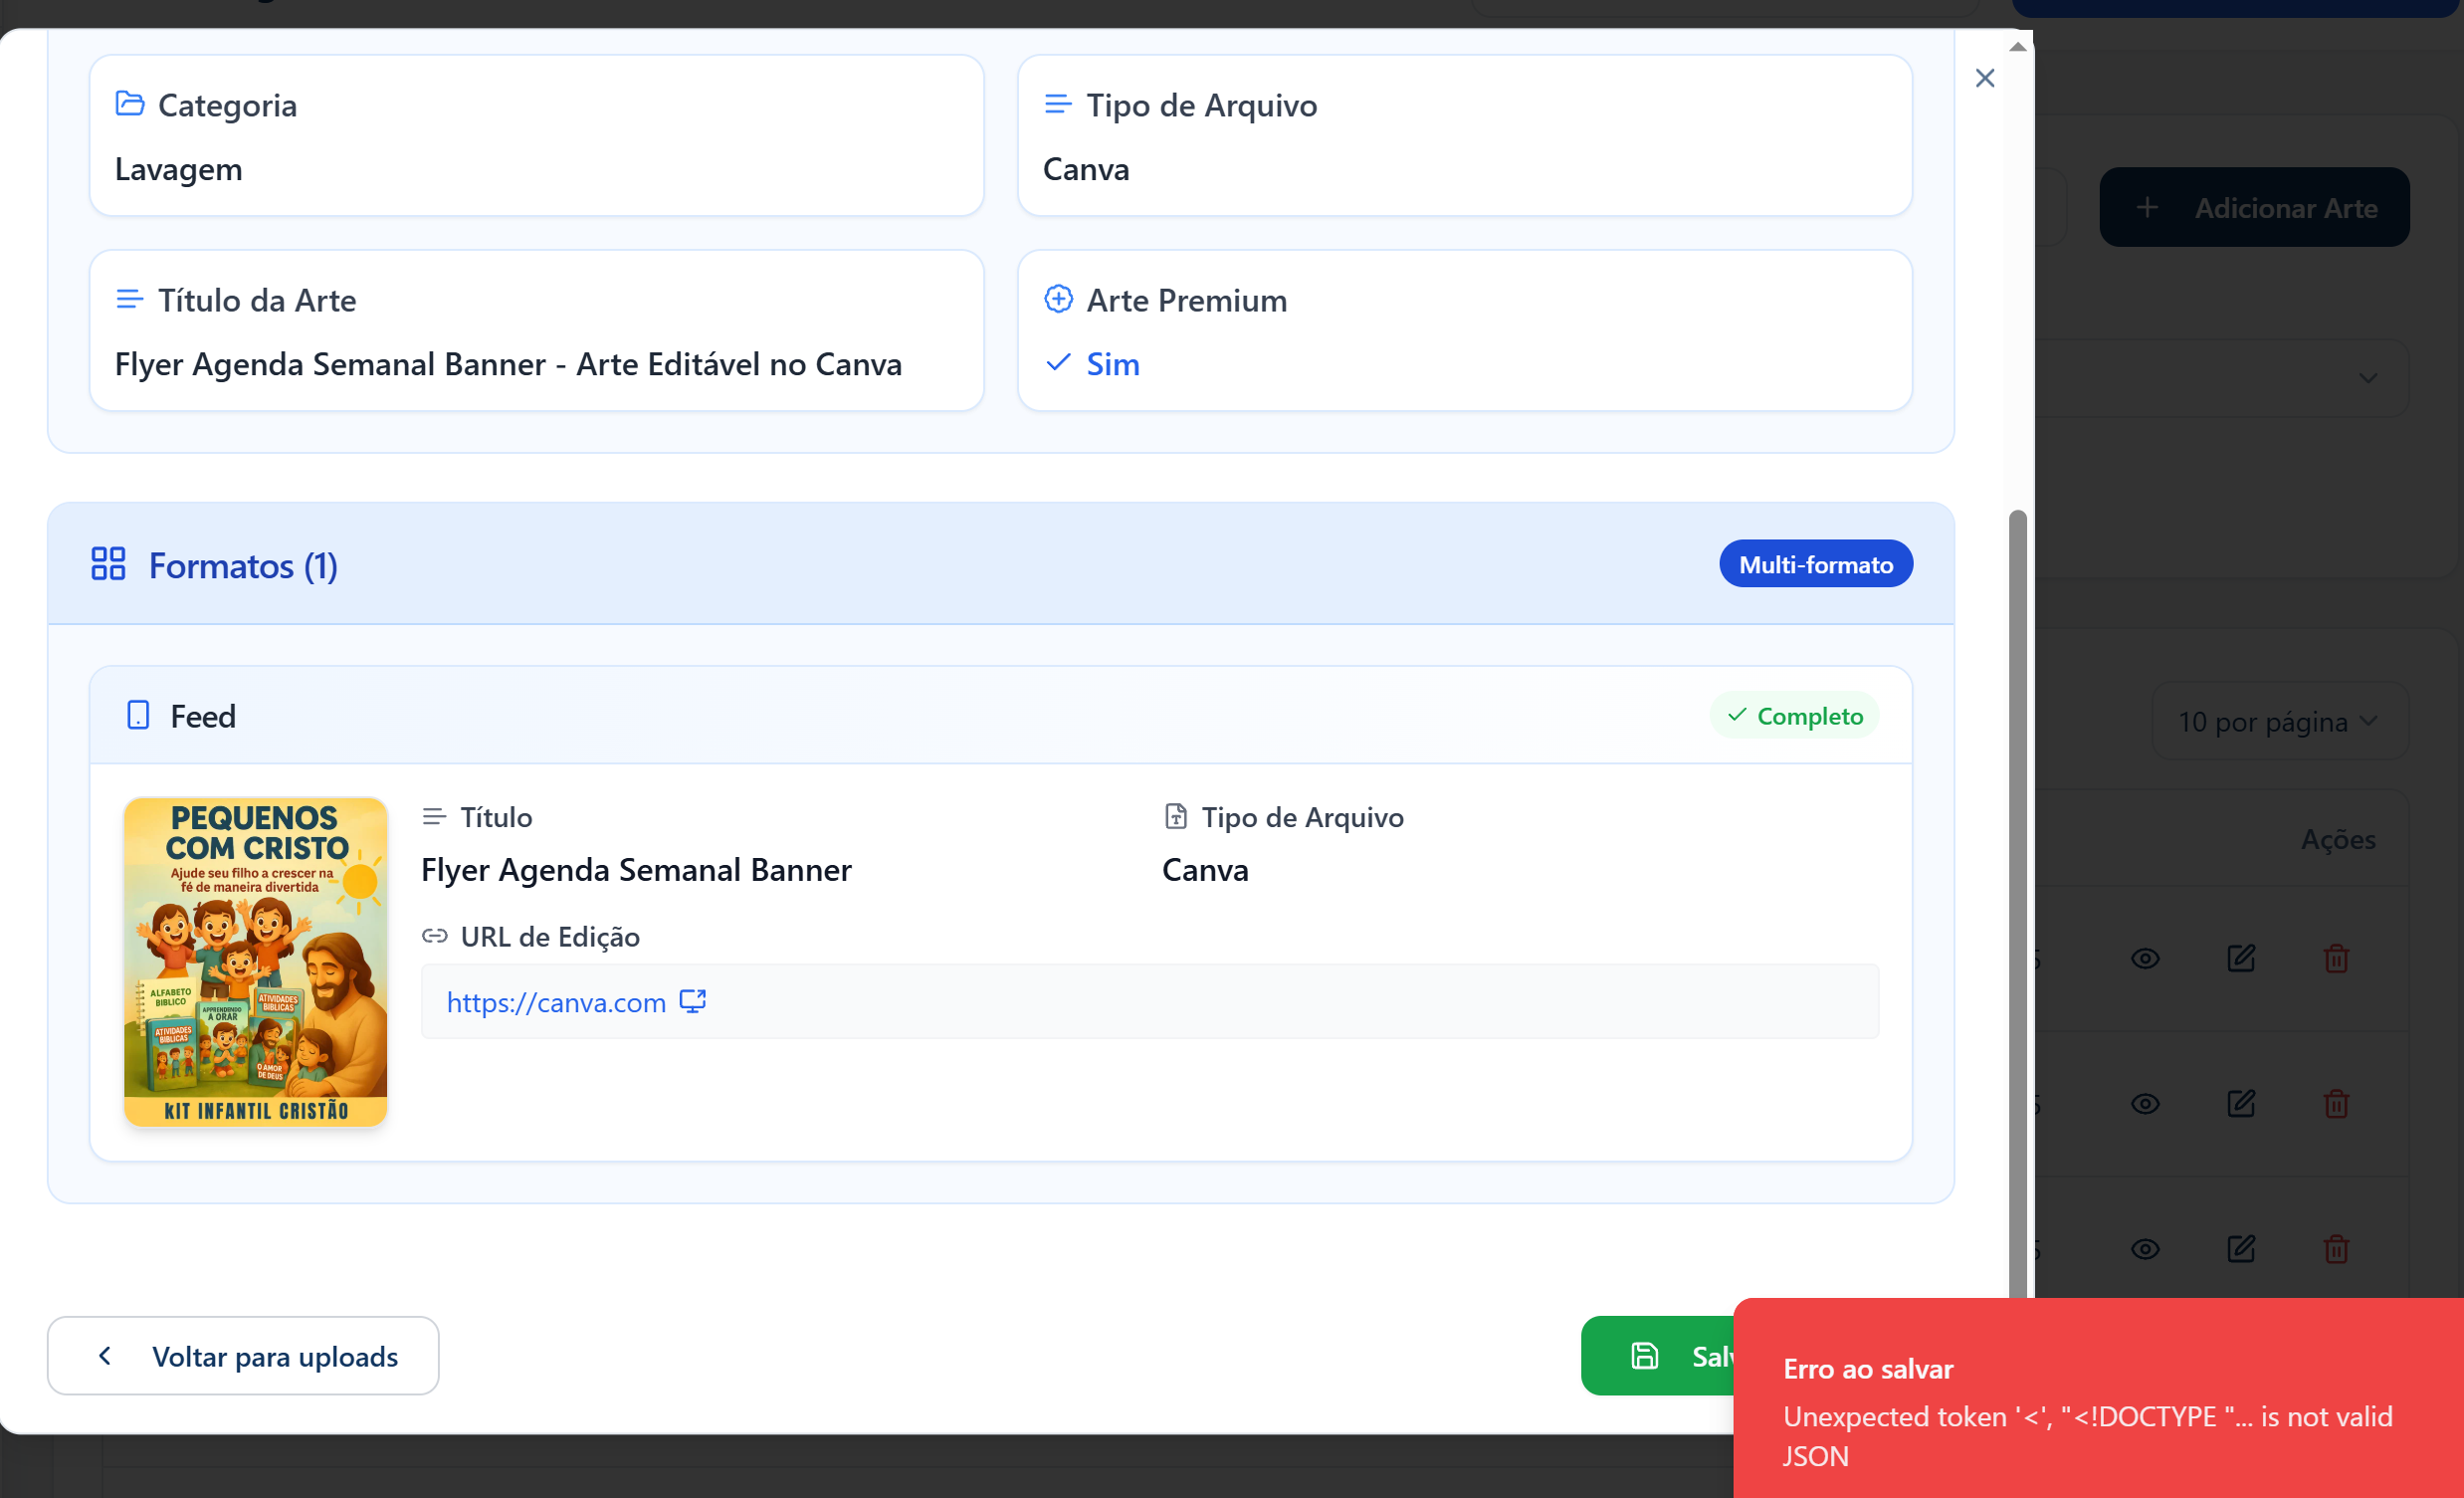 Categoria
Lavagem
Tipo de Arquivo
Canva
Adicionar Arte
Título da Arte
Flyer Agenda Semanal Banner - Arte Editável no Canva
Arte Premium
Sim
Formatos (1)
Multi-formato
Feed
Completo
10 por página
PEQUENOS
COM CRISTO
Ajude seu filho a crescer na
fé de maneira divertida
ALFABETO
BIBLICO
ATIVIDADES
BÍBLICAS
APPRENDENDO
A ORAR
ATIVIDADES
BÍBLICAS
O AMOR
DE DEUS
KIT INFANTIL CRISTÃO
Título
Flyer Agenda Semanal Banner
Tipo de Arquivo
Canva
URL de Edição
https://canva.com
Ações
Voltar para uploads
Salv
Erro ao salvar
Unexpected token '<', "<!DOCTYPE "... is not valid
JSON